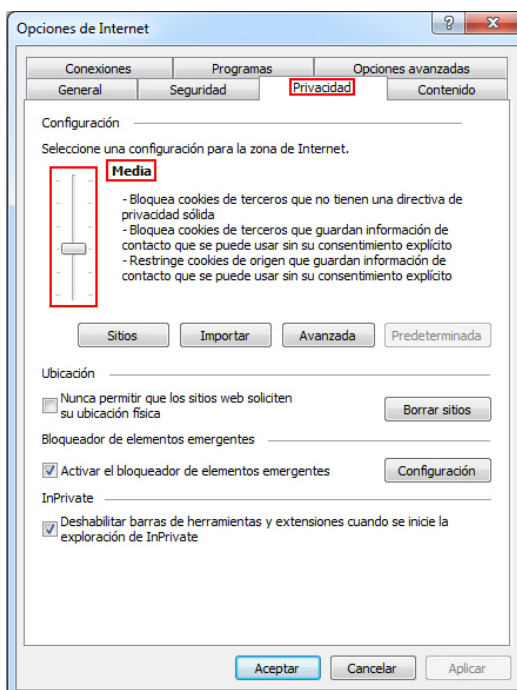 Opciones de Internet
Conexiones Programas Opciones avanzadas
General Seguridad Privacidad Contenido
Configuración
Seleccione una configuración para la zona de Internet.
Media
- Bloquea cookies de terceros que no tienen una directiva de
privacidad sólida
- Bloquea cookies de terceros que guardan información de
contacto que se puede usar sin su consentimiento explícito
- Restringe cookies de origen que guardan información de
contacto que se puede usar sin su consentimiento explícito
Sitios Importar Avanzada Predeterminada
Ubicación
Nunca permitir que los sitios web soliciten
su ubicación física
Borrar sitios
Bloqueador de elementos emergentes
Activar el bloqueador de elementos emergentes Configuración
InPrivate
Deshabilitar barras de herramientas y extensiones cuando se inicie la
exploración de InPrivate
Aceptar Cancelar Aplicar